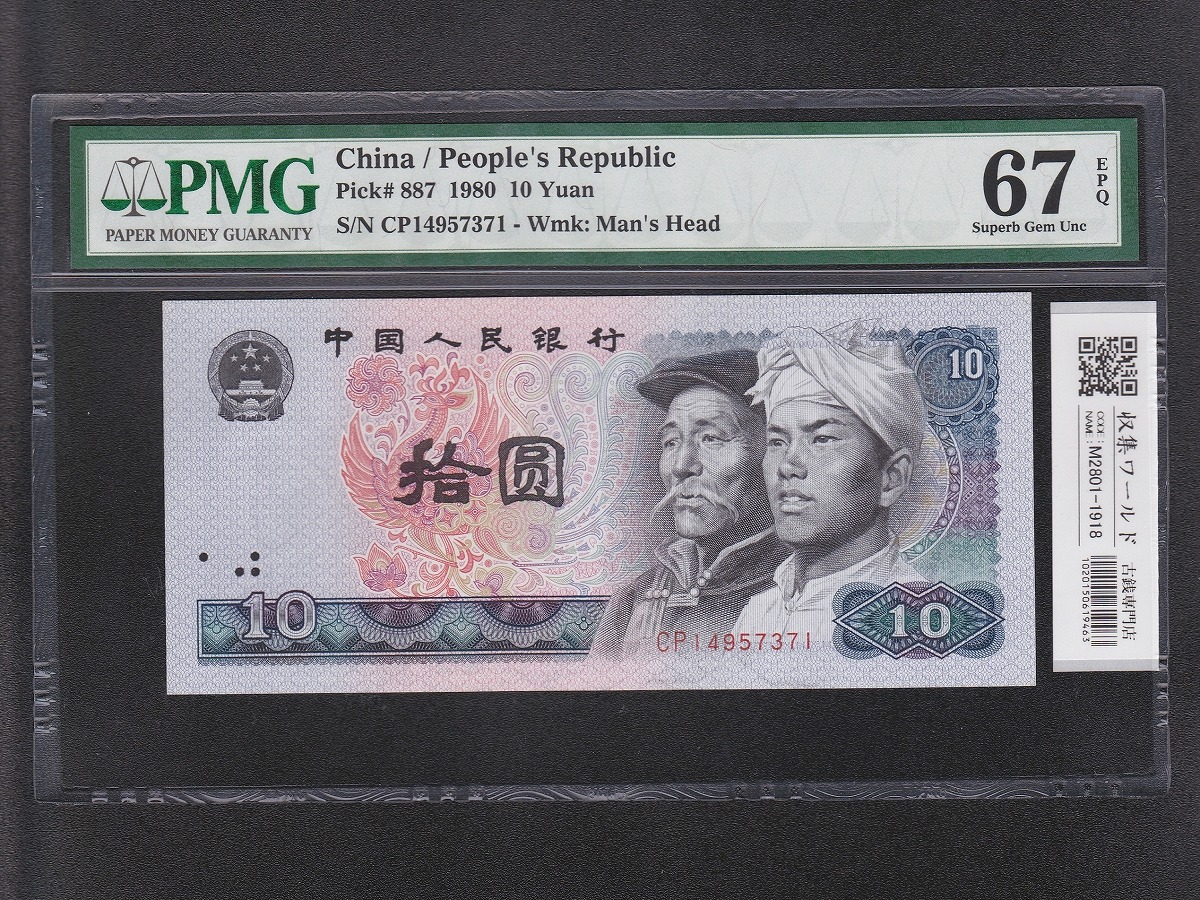 PMG
PAPER MONEY GUARANTY
China / People's Republic
Pick# 887 1980 10 Yuan
S/N CP14957371 - Wmk: Man's Head
67
EPQ
Superb Gem Unc
中国人民银行
10
拾圆
10
CP14957371
10
収集ワールド
古銭専門店
CODE:
NAME: M2801-1918
1020150619463